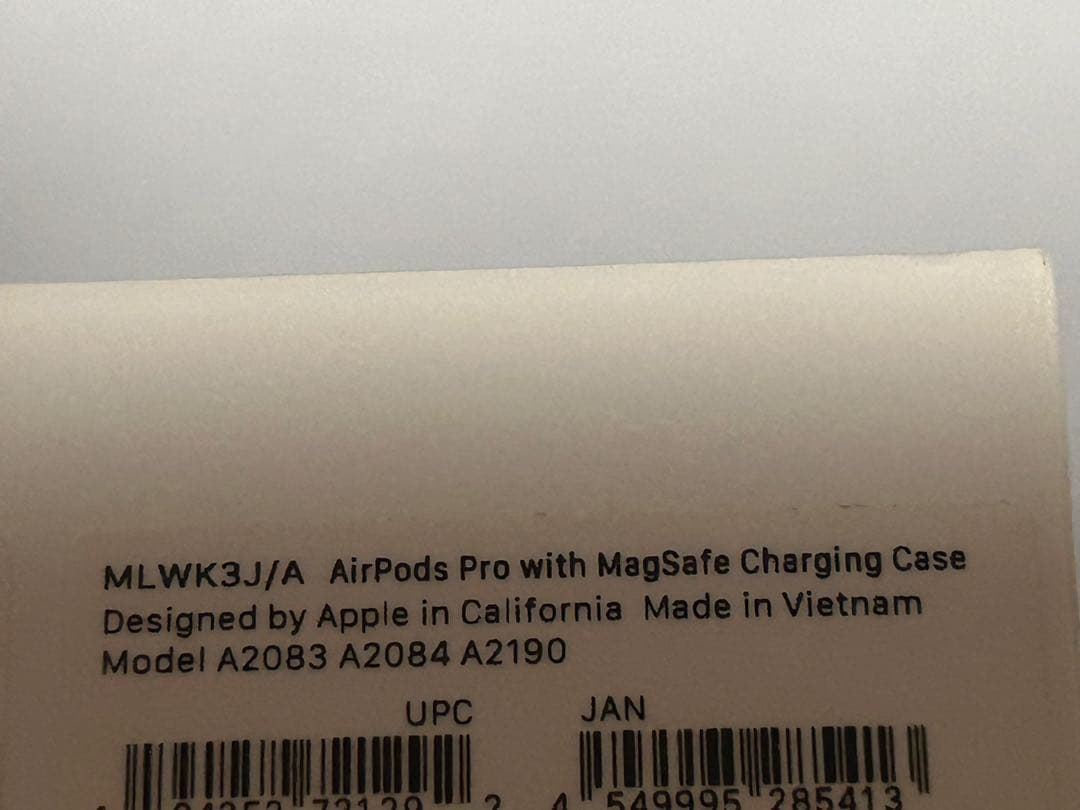 MLWK3J/A AirPods Pro with MagSafe Charging Case
Designed by Apple in California Made in Vietnam
Model A2083 A2084 A2190
UPC JAN
4 549995 285413